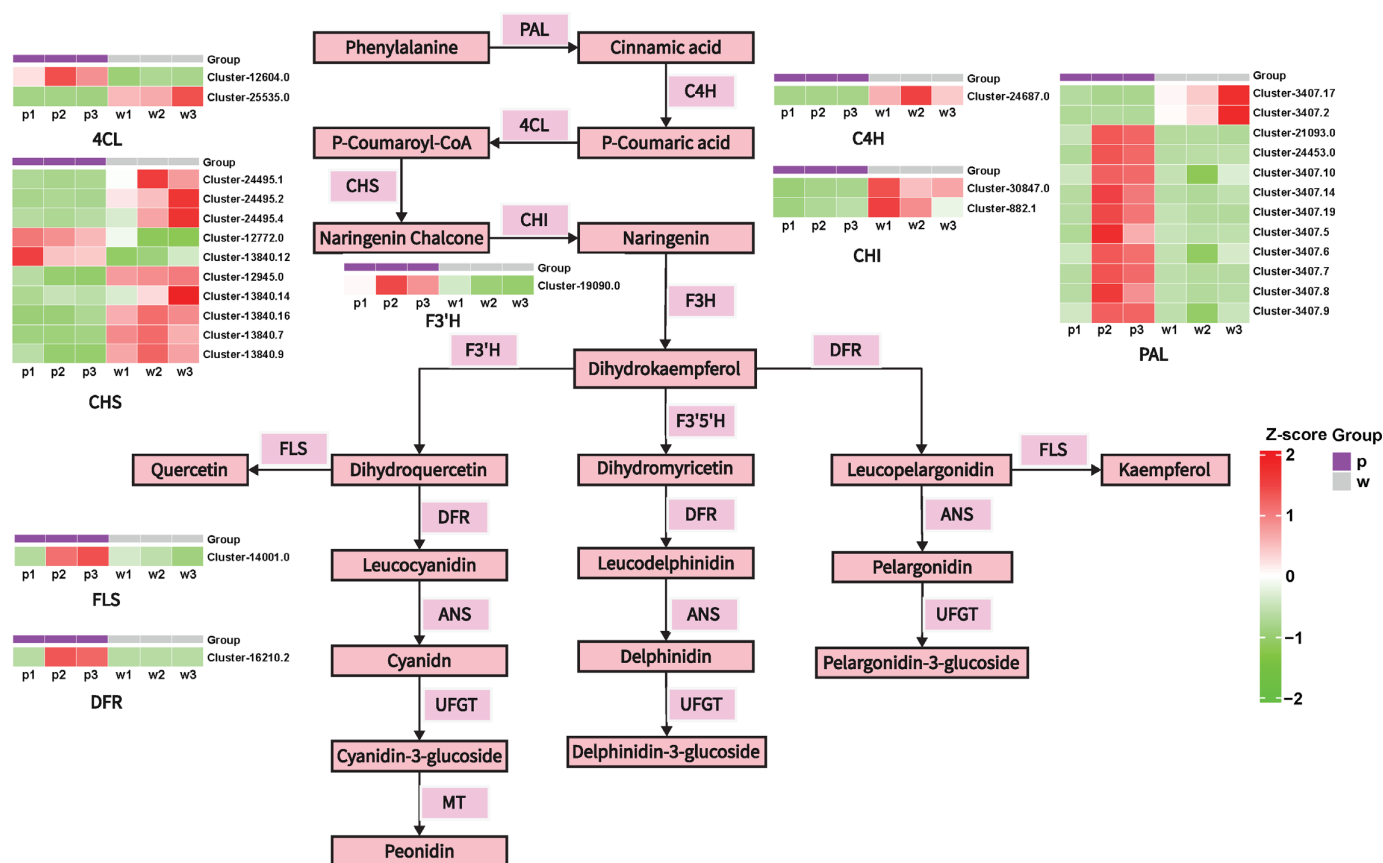 Phenylalanine
PAL
Cinnamic acid
C4H
P-Coumaroyl-CoA
4CL
P-Coumaric acid
CHS
Naringenin Chalcone
CHI
Naringenin
F3H
F3'H
Dihydrokaempferol
DFR
F3'5'H
Quercetin
FLS
Dihydroquercetin
Dihydromyricetin
Leucopelargonidin
FLS
Kaempferol
DFR
DFR
ANS
Leucocyanidin
Leucodelphinidin
Pelargonidin
ANS
ANS
UFGT
Cyanidn
Delphinidin
Pelargonidin-3-glucoside
UFGT
UFGT
Cyanidin-3-glucoside
Delphinidin-3-glucoside
MT
Peonidin
Group
Cluster-12604.0
Cluster-25535.0
p1 p2 p3 w1 w2 w3
4CL
Group
Cluster-24495.1
Cluster-24495.2
Cluster-24495.4
Cluster-12772.0
Cluster-13840.12
Cluster-12945.0
Cluster-13840.14
Cluster-13840.16
Cluster-13840.7
Cluster-13840.9
p1 p2 p3 w1 w2 w3
CHS
Group
Cluster-19090.0
p1 p2 p3 w1 w2 w3
F3'H
Group
Cluster-14001.0
p1 p2 p3 w1 w2 w3
FLS
Group
Cluster-16210.2
p1 p2 p3 w1 w2 w3
DFR
Group
Cluster-24687.0
p1 p2 p3 w1 w2 w3
C4H
Group
Cluster-30847.0
Cluster-882.1
p1 p2 p3 w1 w2 w3
CHI
Group
Cluster-3407.17
Cluster-3407.2
Cluster-21093.0
Cluster-24453.0
Cluster-3407.10
Cluster-3407.14
Cluster-3407.19
Cluster-3407.5
Cluster-3407.6
Cluster-3407.7
Cluster-3407.8
Cluster-3407.9
p1 p2 p3 w1 w2 w3
PAL
Z-score Group
2
1
0
−1
−2
p
w